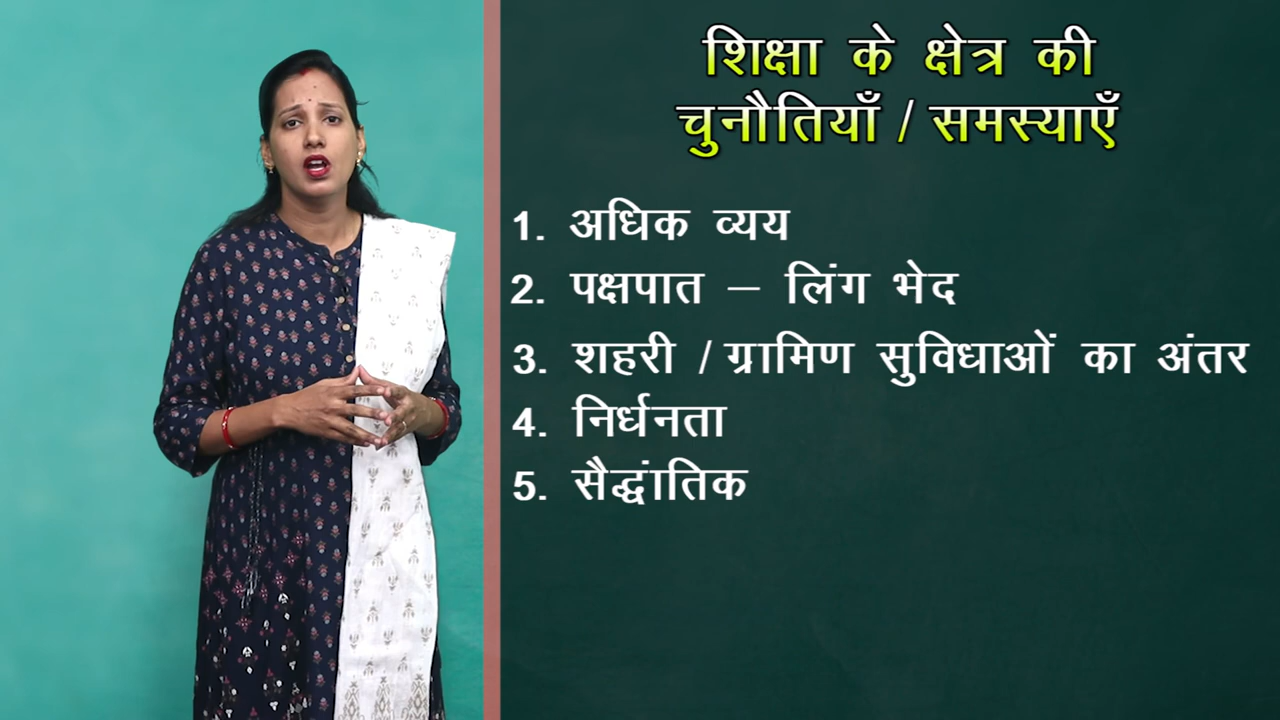 शिक्षा के क्षेत्र की
चुनौतियाँ / समस्याएँ
1. अधिक व्यय
2. पक्षपात – लिंग भेद
3. शहरी / ग्रामिण सुविधाओं का अंतर
4. निर्धनता
5. सैद्धांतिक